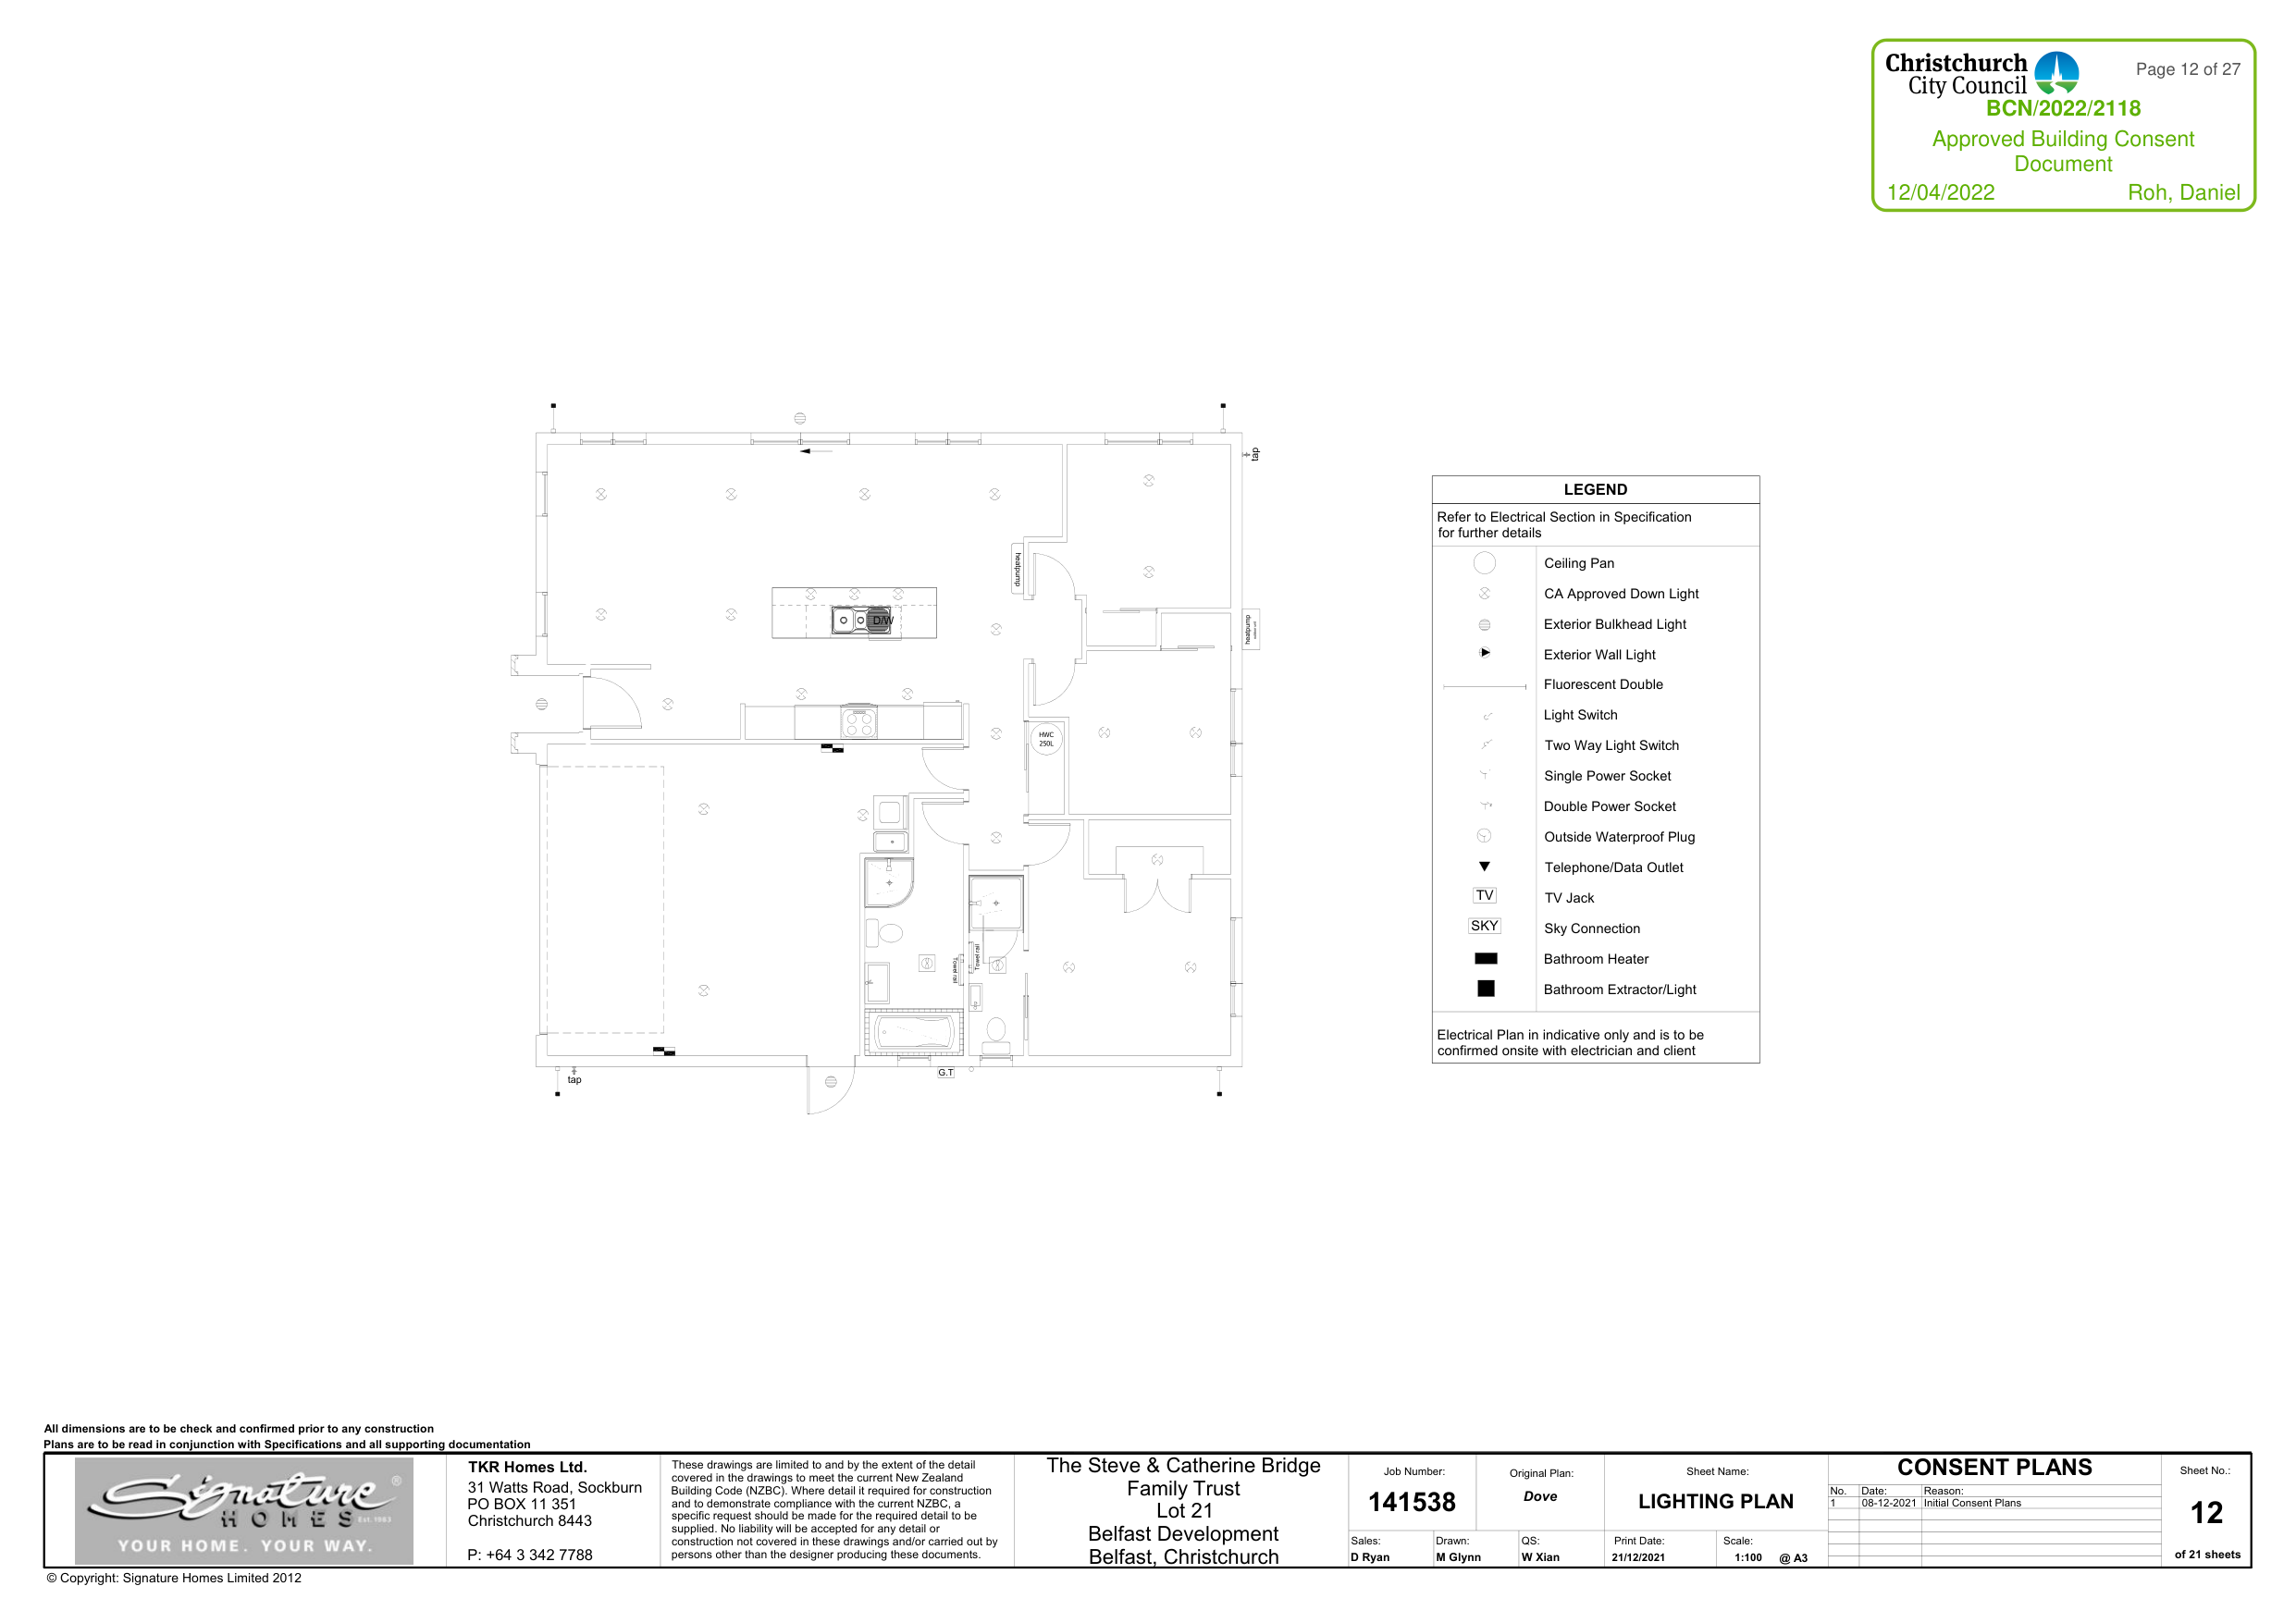 Christchurch
City Council
Page 12 of 27
BCN/2022/2118
Approved Building Consent
Document
12/04/2022 Roh, Daniel
tap
heatpump
D/W
heatpump
HWC
250L
Towel rail
Towel rail
tap
G.T
LEGEND
Refer to Electrical Section in Specification
for further details
Ceiling Pan
CA Approved Down Light
Exterior Bulkhead Light
Exterior Wall Light
Fluorescent Double
Light Switch
Two Way Light Switch
Single Power Socket
Double Power Socket
Outside Waterproof Plug
Telephone/Data Outlet
TV TV Jack
SKY Sky Connection
Bathroom Heater
Bathroom Extractor/Light
Electrical Plan in indicative only and is to be
confirmed onsite with electrician and client
All dimensions are to be check and confirmed prior to any construction
Plans are to be read in conjunction with Specifications and all supporting documentation
Signature ®
HOMES Est. 1983
YOUR HOME. YOUR WAY.
TKR Homes Ltd.
31 Watts Road, Sockburn
PO BOX 11 351
Christchurch 8443
P: +64 3 342 7788
These drawings are limited to and by the extent of the detail
covered in the drawings to meet the current New Zealand
Building Code (NZBC). Where detail it required for construction
and to demonstrate compliance with the current NZBC, a
specific request should be made for the required detail to be
supplied. No liability will be accepted for any detail or
construction not covered in these drawings and/or carried out by
persons other than the designer producing these documents.
The Steve & Catherine Bridge
Family Trust
Lot 21
Belfast Development
Belfast, Christchurch
Job Number:
141538
Original Plan:
Dove
Sales:
D Ryan
Drawn:
M Glynn
QS:
W Xian
Sheet Name:
LIGHTING PLAN
Print Date:
21/12/2021
Scale:
1:100 @ A3
CONSENT PLANS
No. Date: Reason:
1 08-12-2021 Initial Consent Plans
Sheet No.:
12
of 21 sheets
© Copyright: Signature Homes Limited 2012